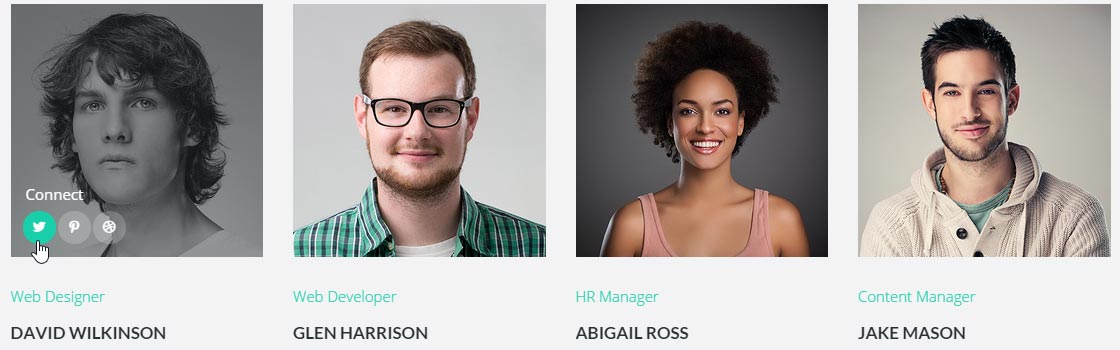 Connect
Web Designer
DAVID WILKINSON
Web Developer
GLEN HARRISON
HR Manager
ABIGAIL ROSS
Content Manager
JAKE MASON